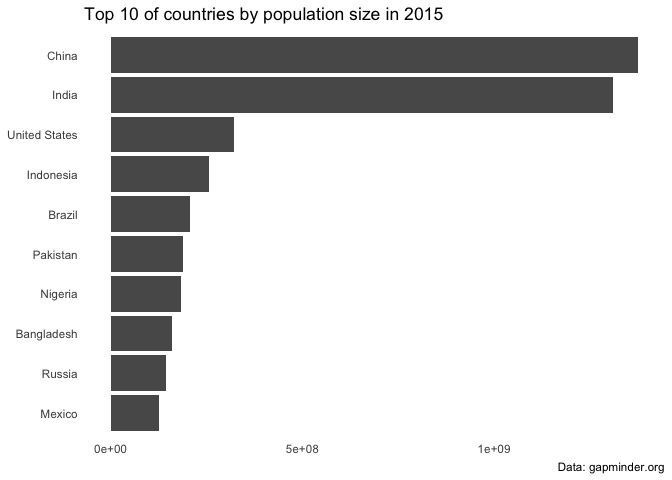 Top 10 of countries by population size in 2015
China
India
United States
Indonesia
Brazil
Pakistan
Nigeria
Bangladesh
Russia
Mexico
0e+00 5e+08 1e+09
Data: gapminder.org